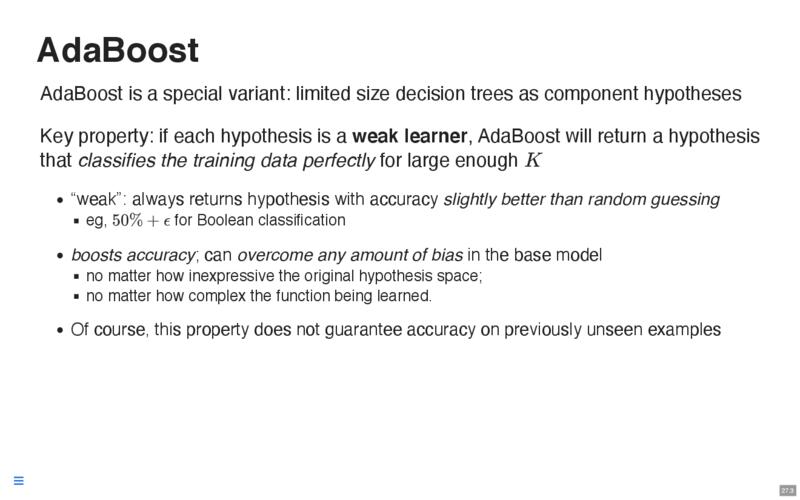 AdaBoost
AdaBoost is a special variant: limited size decision trees as component hypotheses
Key property: if each hypothesis is a weak learner, AdaBoost will return a hypothesis
that classifies the training data perfectly for large enough K
• “weak”: always returns hypothesis with accuracy slightly better than random guessing
▪ eg, 50% + ϵ for Boolean classification
• boosts accuracy; can overcome any amount of bias in the base model
▪ no matter how inexpressive the original hypothesis space;
▪ no matter how complex the function being learned.
• Of course, this property does not guarantee accuracy on previously unseen examples
27.3